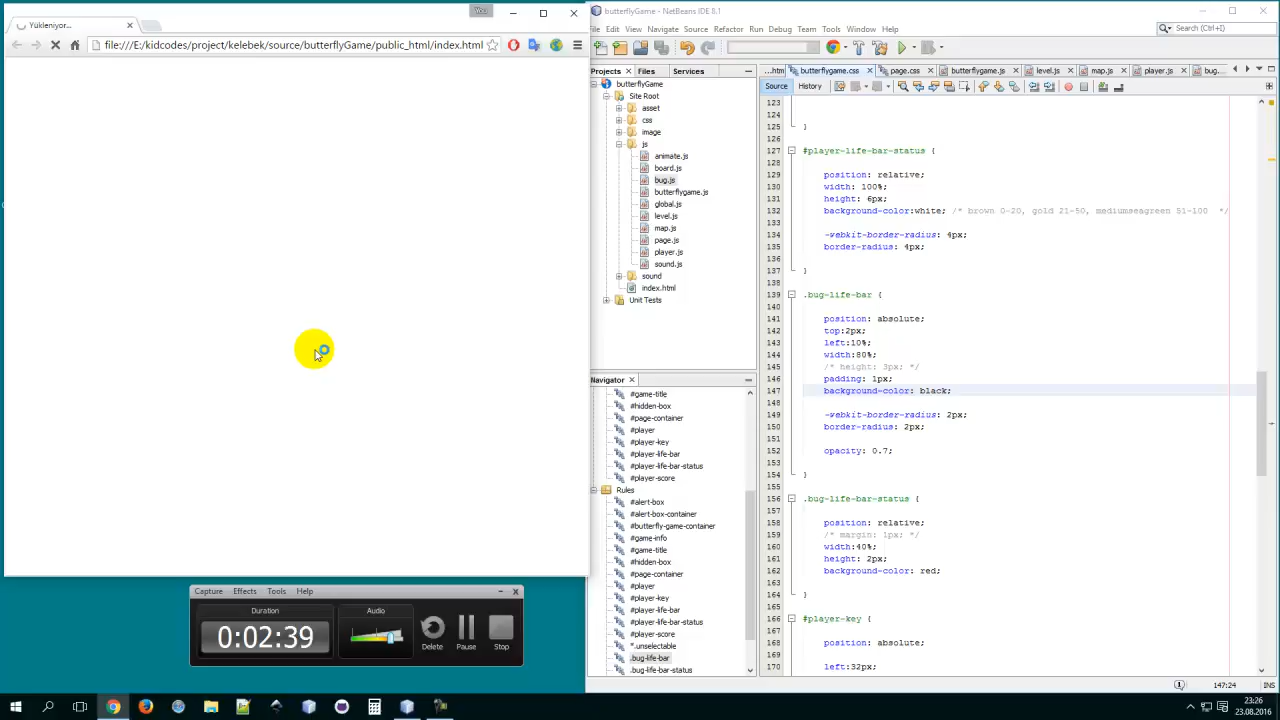 Yükleniyor...
file:///C:/kidscodes/project/kelebek/source/butterflyGame/public_html/index.html
butterflyGame - NetBeans IDE 8.1
File Edit View Navigate Source Refactor Run Debug Team Tools Window Help
Search (Ctrl+I)
Projects Files Services
...htm butterflygame.css page.css butterflygame.js level.js map.js player.js bug...
Source History
butterflyGame
Site Root
asset
css
image
js
animate.js
board.js
bug.js
butterflygame.js
global.js
level.js
map.js
page.js
player.js
sound.js
sound
index.html
Unit Tests
Navigator
#game-title
#hidden-box
#page-container
#player
#player-key
#player-life-bar
#player-life-bar-status
#player-score
Rules
#alert-box
#alert-box-container
#butterfly-game-container
#game-info
#game-title
#hidden-box
#page-container
#player
#player-key
#player-life-bar
#player-life-bar-status
#player-score
*.unselectable
.bug-life-bar
.bug-life-bar-status
123
124
125 }
126
127 #player-life-bar-status {
128
129 position: relative;
130 width: 100%;
131 height: 6px;
132 background-color:white; /* brown 0-20, gold 21-50, mediumseagreen 51-100 */
133
134 -webkit-border-radius: 4px;
135 border-radius: 4px;
136
137 }
138
139 .bug-life-bar {
140
141 position: absolute;
142 top:2px;
143 left:10%;
144 width:80%;
145 /* height: 3px; */
146 padding: 1px;
147 background-color: black;
148
149 -webkit-border-radius: 2px;
150 border-radius: 2px;
151
152 opacity: 0.7;
153
154 }
155
156 .bug-life-bar-status {
157
158 position: relative;
159 /* margin: 1px; */
160 width:40%;
161 height: 2px;
162 background-color: red;
163
164 }
165
166 #player-key {
167
168 position: absolute;
169
170 left:32px;
147:24 INS
Capture Effects Tools Help
Duration Audio
0:02:39
Delete Pause Stop
23:26
23.08.2016